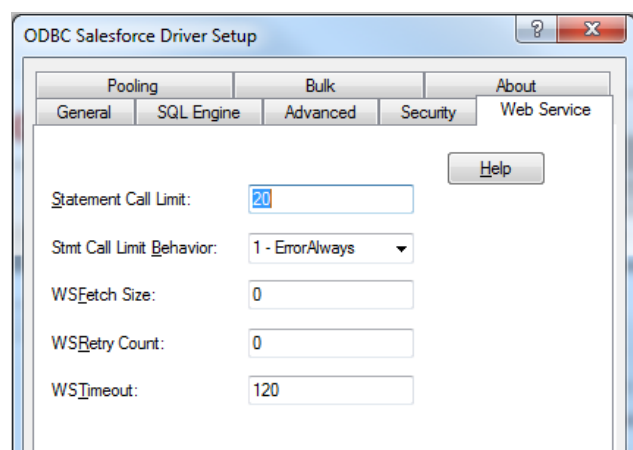 ODBC Salesforce Driver Setup
?
Pooling Bulk About
General SQL Engine Advanced Security Web Service
Help
Statement Call Limit: 20
Stmt Call Limit Behavior: 1 - ErrorAlways
WSFetch Size: 0
WSRetry Count: 0
WSTimeout: 120